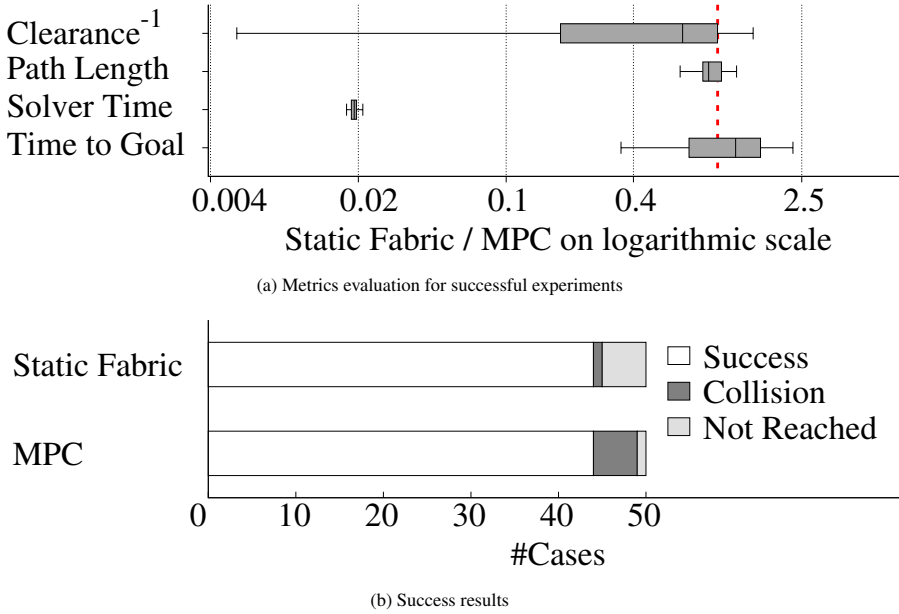 Clearance⁻¹
Path Length
Solver Time
Time to Goal
0.004 0.02 0.1 0.4 2.5
Static Fabric / MPC on logarithmic scale
(a) Metrics evaluation for successful experiments
Static Fabric
MPC
Success
Collision
Not Reached
0 10 20 30 40 50
#Cases
(b) Success results